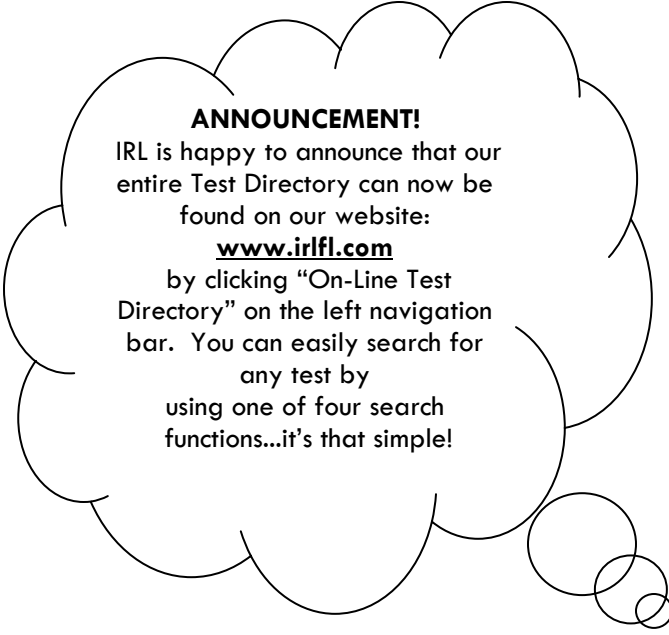 ANNOUNCEMENT!
IRL is happy to announce that our
entire Test Directory can now be
found on our website:
www.irlfl.com
by clicking “On-Line Test
Directory” on the left navigation
bar.  You can easily search for
any test by
using one of four search
functions...it’s that simple!